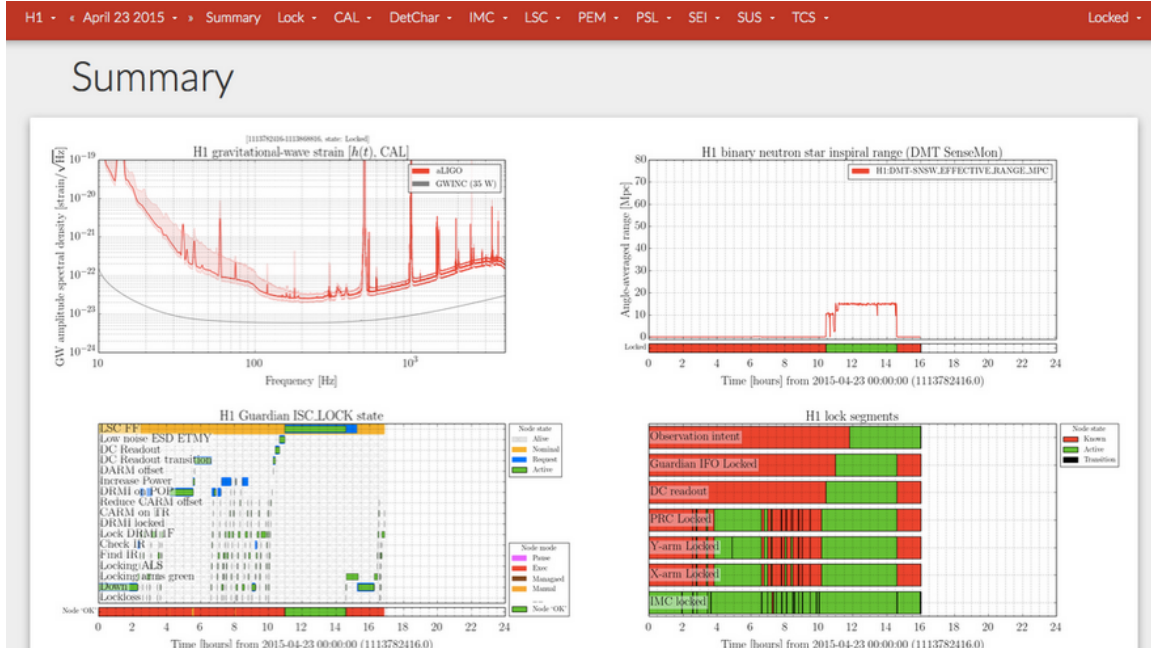 H1 « April 23 2015 » Summary Lock CAL DetChar IMC LSC PEM PSL SEI SUS TCS Locked
Summary
[1113782416-1113868816, state: Locked]
H1 gravitational-wave strain [h(t), CAL]
GW amplitude spectral density [strain/√Hz]
10⁻¹⁹
10⁻²⁰
10⁻²¹
10⁻²²
10⁻²³
10⁻²⁴
aLIGO
GWINC (35 W)
10 100 10³
Frequency [Hz]
H1 binary neutron star inspiral range (DMT SenseMon)
Angle-averaged range [Mpc]
80
70
60
50
40
30
20
10
0
H1:DMT-SNSW_EFFECTIVE_RANGE_MPC
Locked
0 2 4 6 8 10 12 14 16 18 20 22 24
Time [hours] from 2015-04-23 00:00:00 (1113782416.0)
H1 Guardian ISC_LOCK state
LSC FF
Low noise ESD ETMY
DC Readout
DC Readout transition
DARM offset
Increase Power
DRMI on POP
Reduce CARM offset
CARM on TR
DRMI locked
Lock DRMI 1F
Check IR
Find IR
Locking ALS
Locking arms green
Down
Lockloss
Node state
Alive
Nominal
Request
Active
Node mode
Pause
Exec
Managed
Manual
Node 'OK'
Node 'OK'
0 2 4 6 8 10 12 14 16 18 20 22 24
Time [hours] from 2015-04-23 00:00:00 (1113782416.0)
H1 lock segments
Observation intent
Guardian IFO Locked
DC readout
PRC Locked
Y-arm Locked
X-arm Locked
IMC locked
Node state
Known
Active
Transition
0 2 4 6 8 10 12 14 16 18 20 22 24
Time [hours] from 2015-04-23 00:00:00 (1113782416.0)